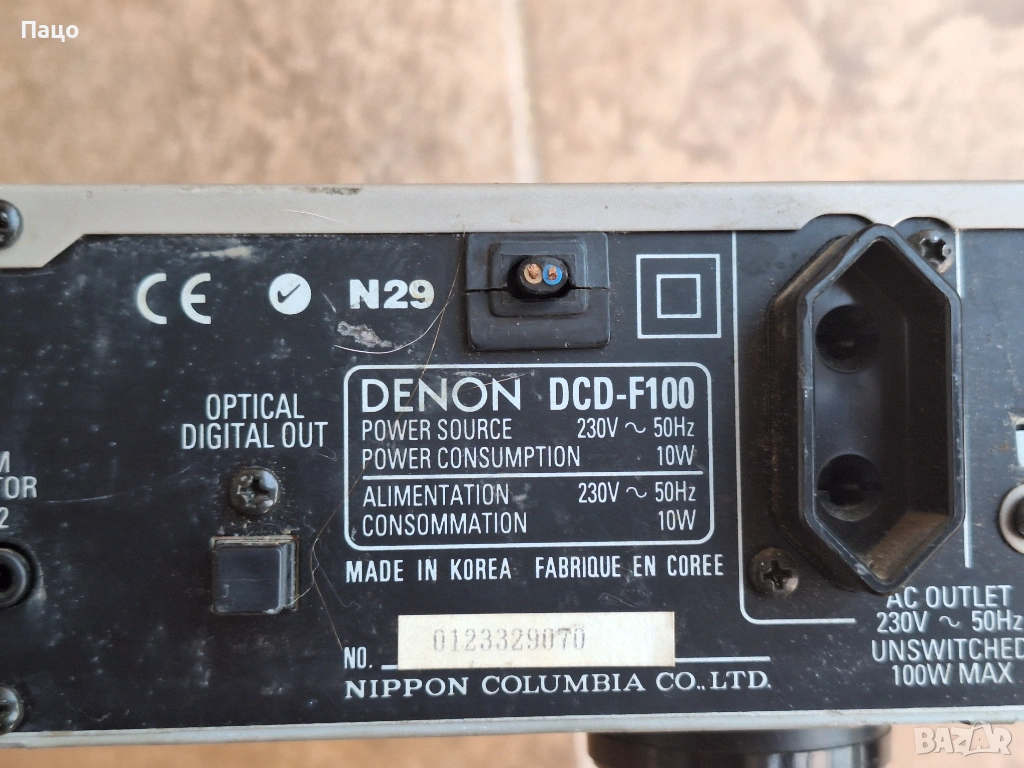 Пацо
CE N29
OPTICAL
DIGITAL OUT
DENON DCD-F100
POWER SOURCE 230V ~ 50Hz
POWER CONSUMPTION 10W
ALIMENTATION 230V ~ 50Hz
CONSOMMATION 10W
MADE IN KOREA FABRIQUE EN COREE
NO. 0123329070
NIPPON COLUMBIA CO.,LTD.
AC OUTLET
230V ~ 50Hz
UNSWITCHED
100W MAX
2
BAZAR